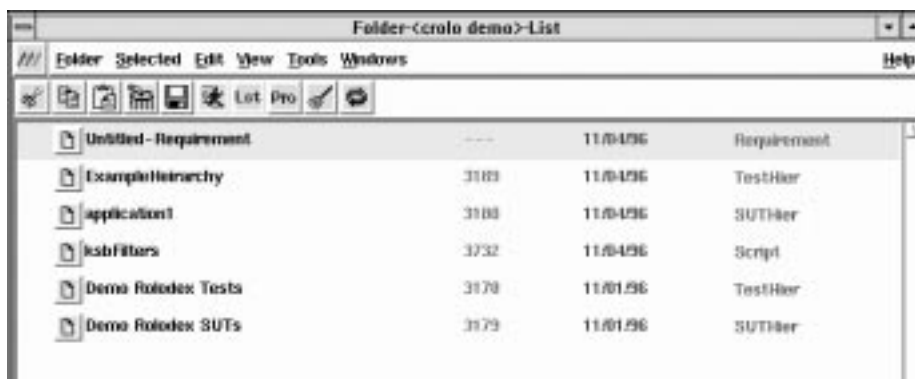 Folder-<crolo demo>-List
Folder Selected Edit View Tools Windows Help
Lst Pro
Untitled-Requirement --- 11/04/96 Requirement
ExampleHeirarchy 3189 11/04/96 TestHier
application1 3188 11/04/96 SUTHier
ksbFilters 3732 11/04/96 Script
Demo Rolodex Tests 3178 11/01/96 TestHier
Demo Rolodex SUTs 3179 11/01/96 SUTHier